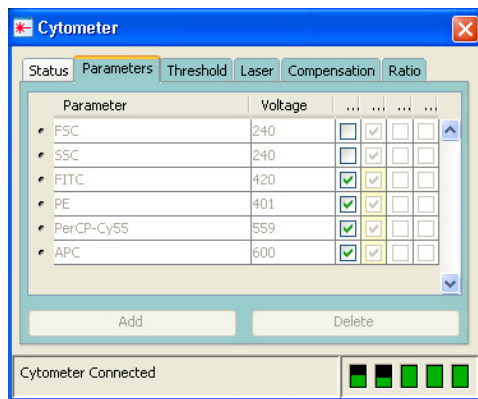 Cytometer
Status Parameters Threshold Laser Compensation Ratio
Parameter Voltage ... ... ... ...
FSC 240
SSC 240
FITC 420
PE 401
PerCP-Cy55 559
APC 600
Add Delete
Cytometer Connected